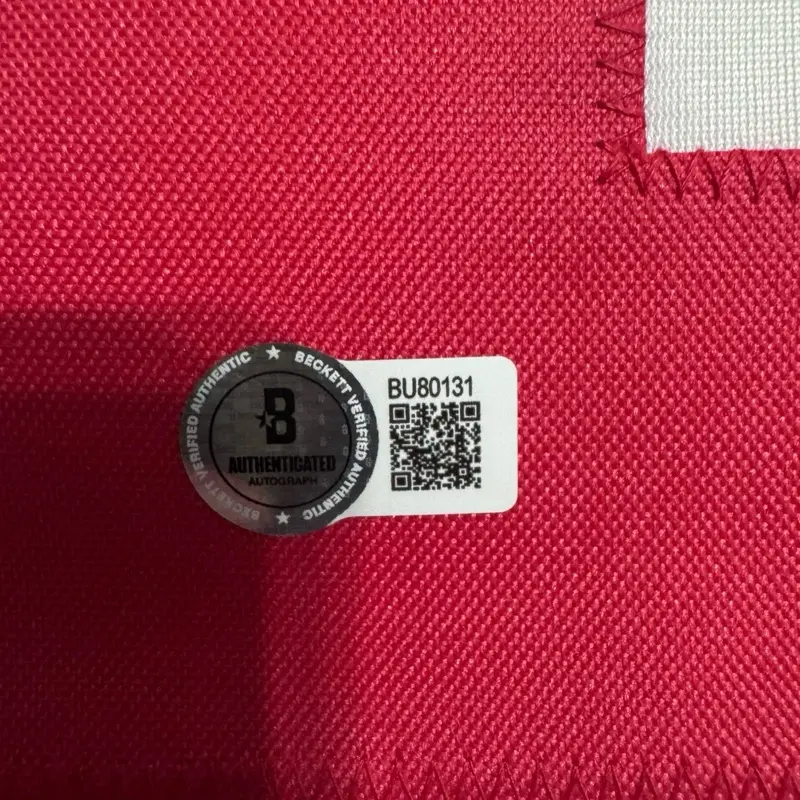 BECKETT VERIFIED AUTHENTIC ★ BECKETT VERIFIED AUTHENTIC ★
B
AUTHENTICATED
AUTOGRAPH
BU80131